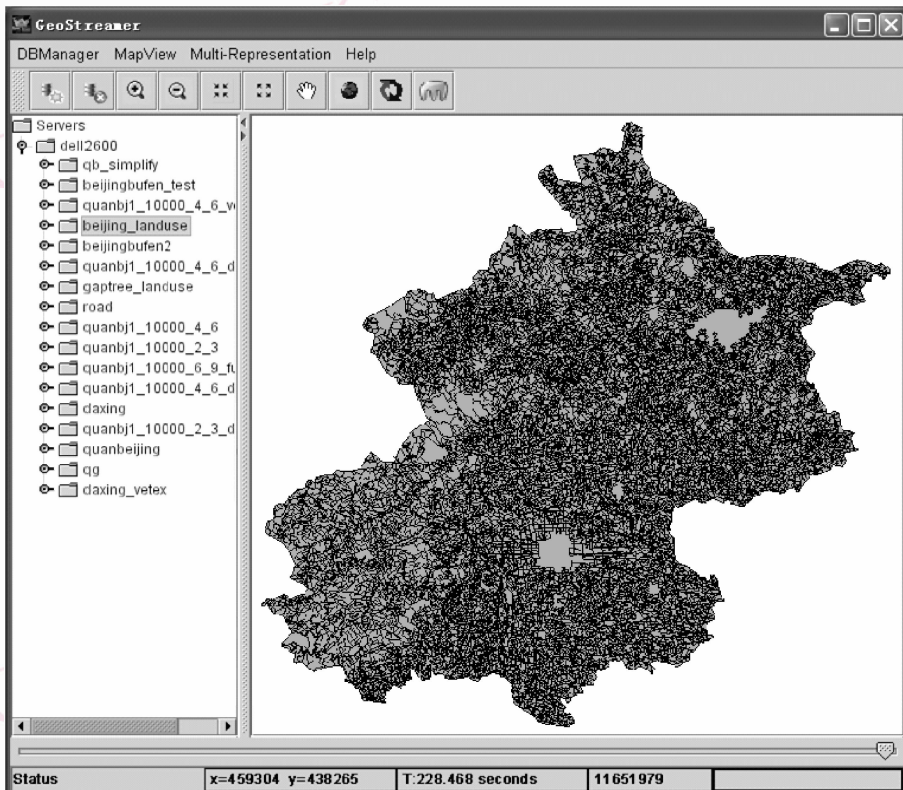 GeoStreamer
DBManager MapView Multi-Representation Help
Servers
dell2600
qb_simplify
beijingbufen_test
quanbj1_10000_4_6_v
beijing_landuse
beijingbufen2
quanbj1_10000_4_6_d
gaptree_landuse
road
quanbj1_10000_4_6
quanbj1_10000_2_3
quanbj1_10000_6_9_fu
quanbj1_10000_4_6_d
daxing
quanbj1_10000_2_3_d
quanbeijing
qg
daxing_vetex
Status x=459304 y=438265 T:228.468 seconds 11651979